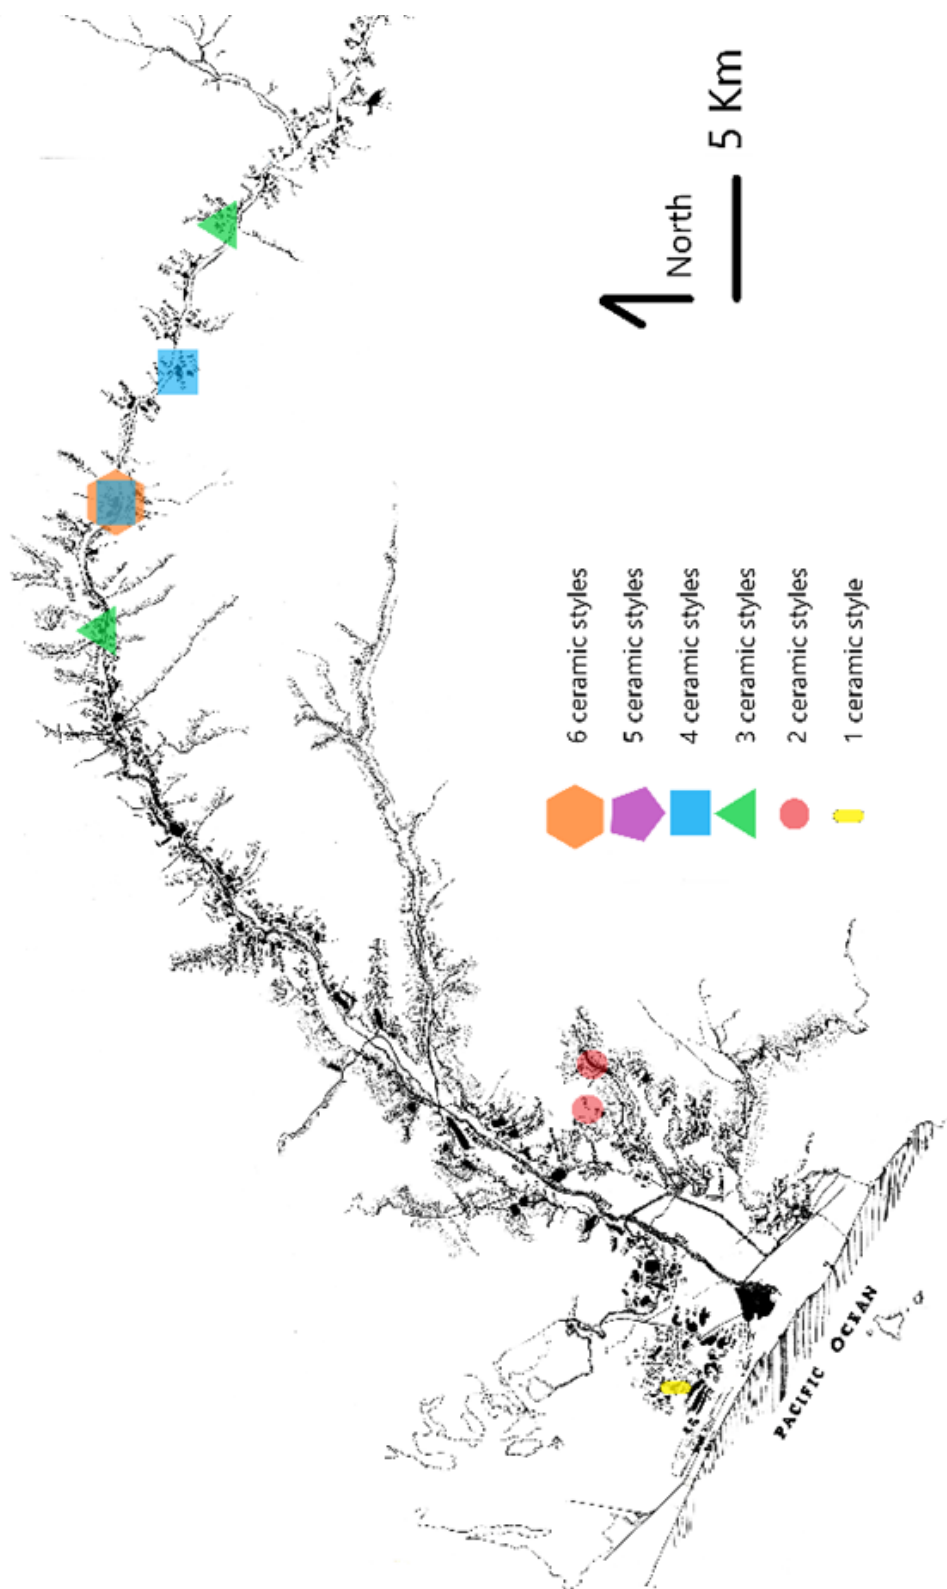 5 Km
North
6 ceramic styles
5 ceramic styles
4 ceramic styles
3 ceramic styles
2 ceramic styles
1 ceramic style
PACIFIC OCEAN